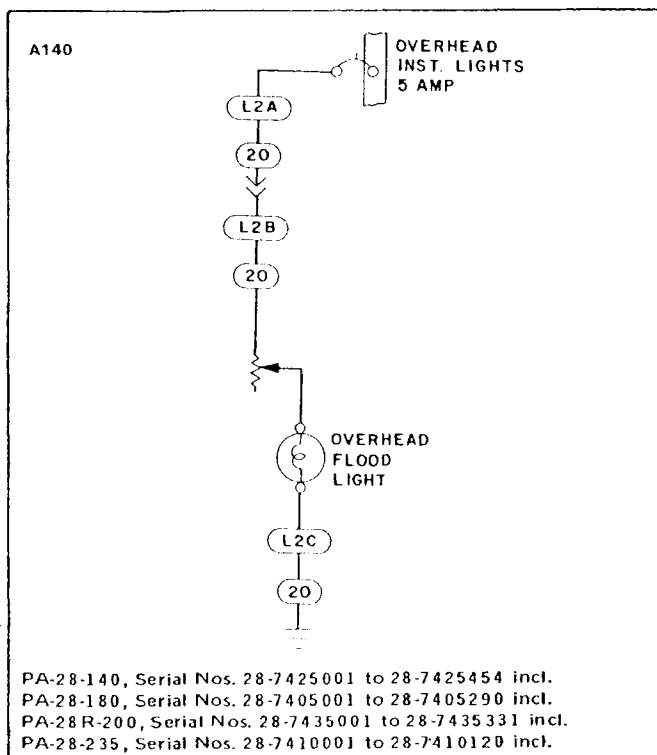 A140
OVERHEAD
INST. LIGHTS
5 AMP
L2A
20
L2B
20
OVERHEAD
FLOOD
LIGHT
L2C
20
PA-28-140, Serial Nos. 28-7425001 to 28-7425454 incl.
PA-28-180, Serial Nos. 28-7405001 to 28-7405290 incl.
PA-28R-200, Serial Nos. 28-7435001 to 28-7435331 incl.
PA-28-235, Serial Nos. 28-7410001 to 28-7410120 incl.